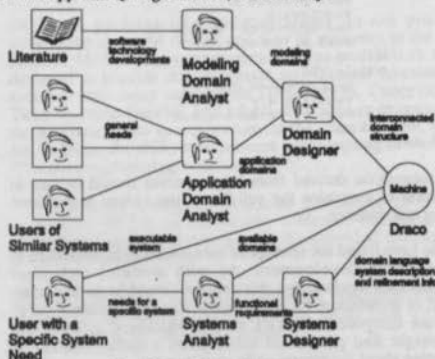 Literature
software
technology
developments
Modeling
Domain
Analyst
modeling
domains
general
needs
Domain
Designer
interconnected
domain
structure
application
domains
Application
Domain
Analyst
Machine
Draco
Users of
Similar Systems
executable
system
available
domains
domain language
system description
and refinement info
User with a
Specific System
Need
needs for a
specific system
Systems
Analyst
functional
requirements
Systems
Designer